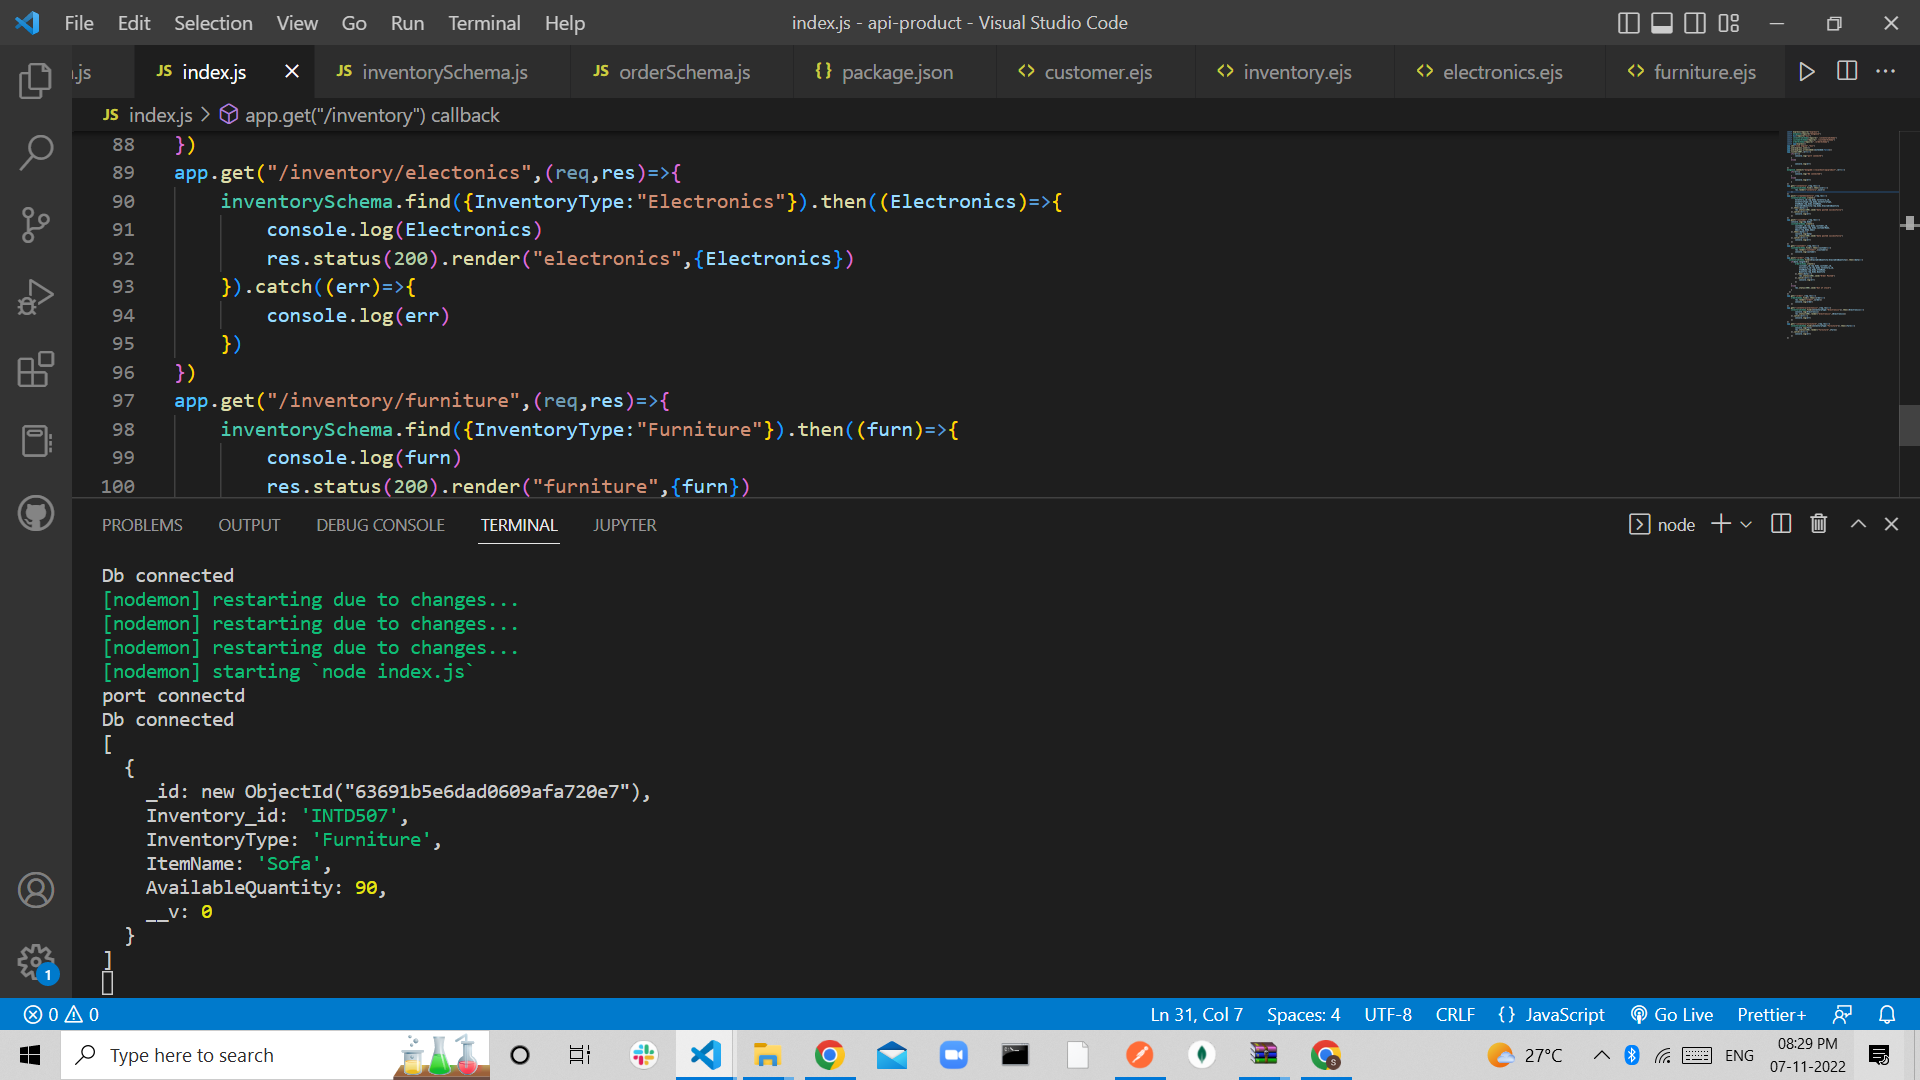 File Edit Selection View Go Run Terminal Help index.js - api-product - Visual Studio Code
.js JS index.js JS inventorySchema.js JS orderSchema.js {} package.json <> customer.ejs <> inventory.ejs <> electronics.ejs <> furniture.ejs ...
JS index.js > app.get("/inventory") callback
88 })
89 app.get("/inventory/electonics",(req,res)=>{
90 inventorySchema.find({InventoryType:"Electronics"}).then((Electronics)=>{
91 console.log(Electronics)
92 res.status(200).render("electronics",{Electronics})
93 }).catch((err)=>{
94 console.log(err)
95 })
96 })
97 app.get("/inventory/furniture",(req,res)=>{
98 inventorySchema.find({InventoryType:"Furniture"}).then((furn)=>{
99 console.log(furn)
100 res.status(200).render("furniture",{furn})
PROBLEMS OUTPUT DEBUG CONSOLE TERMINAL JUPYTER node
Db connected
[nodemon] restarting due to changes...
[nodemon] restarting due to changes...
[nodemon] restarting due to changes...
[nodemon] starting `node index.js`
port connectd
Db connected
[
{
_id: new ObjectId("63691b5e6dad0609afa720e7"),
Inventory_id: 'INTD507',
InventoryType: 'Furniture',
ItemName: 'Sofa',
AvailableQuantity: 90,
__v: 0
}
]
1
0 0 Ln 31, Col 7 Spaces: 4 UTF-8 CRLF {} JavaScript Go Live Prettier+
Type here to search 27°C ENG 08:29 PM
07-11-2022